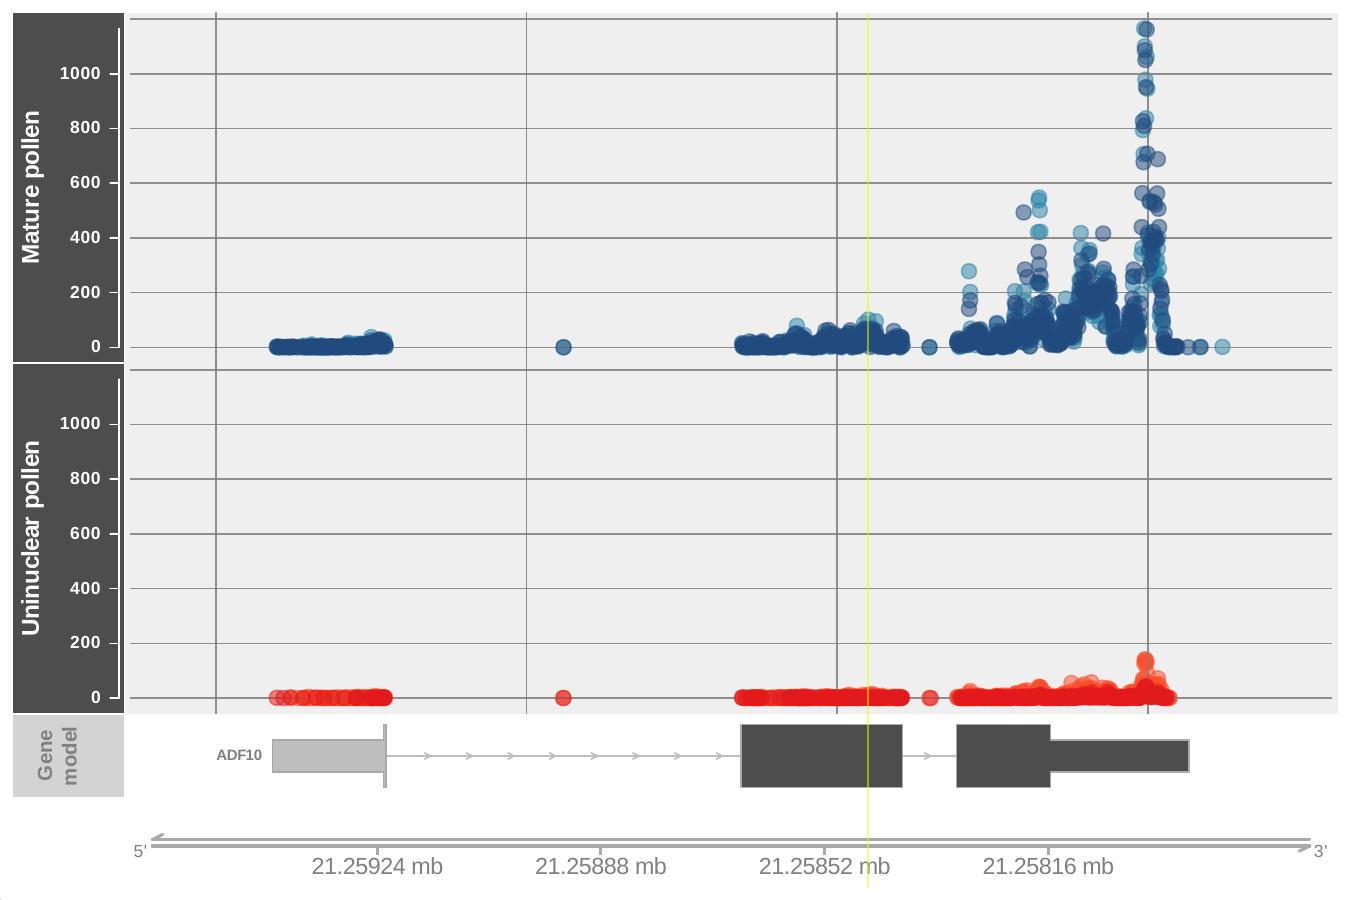 Mature pollen
1000
800
600
400
200
0
Uninuclear pollen
1000
800
600
400
200
0
Gene
model
ADF10
5'
3'
21.25924 mb
21.25888 mb
21.25852 mb
21.25816 mb